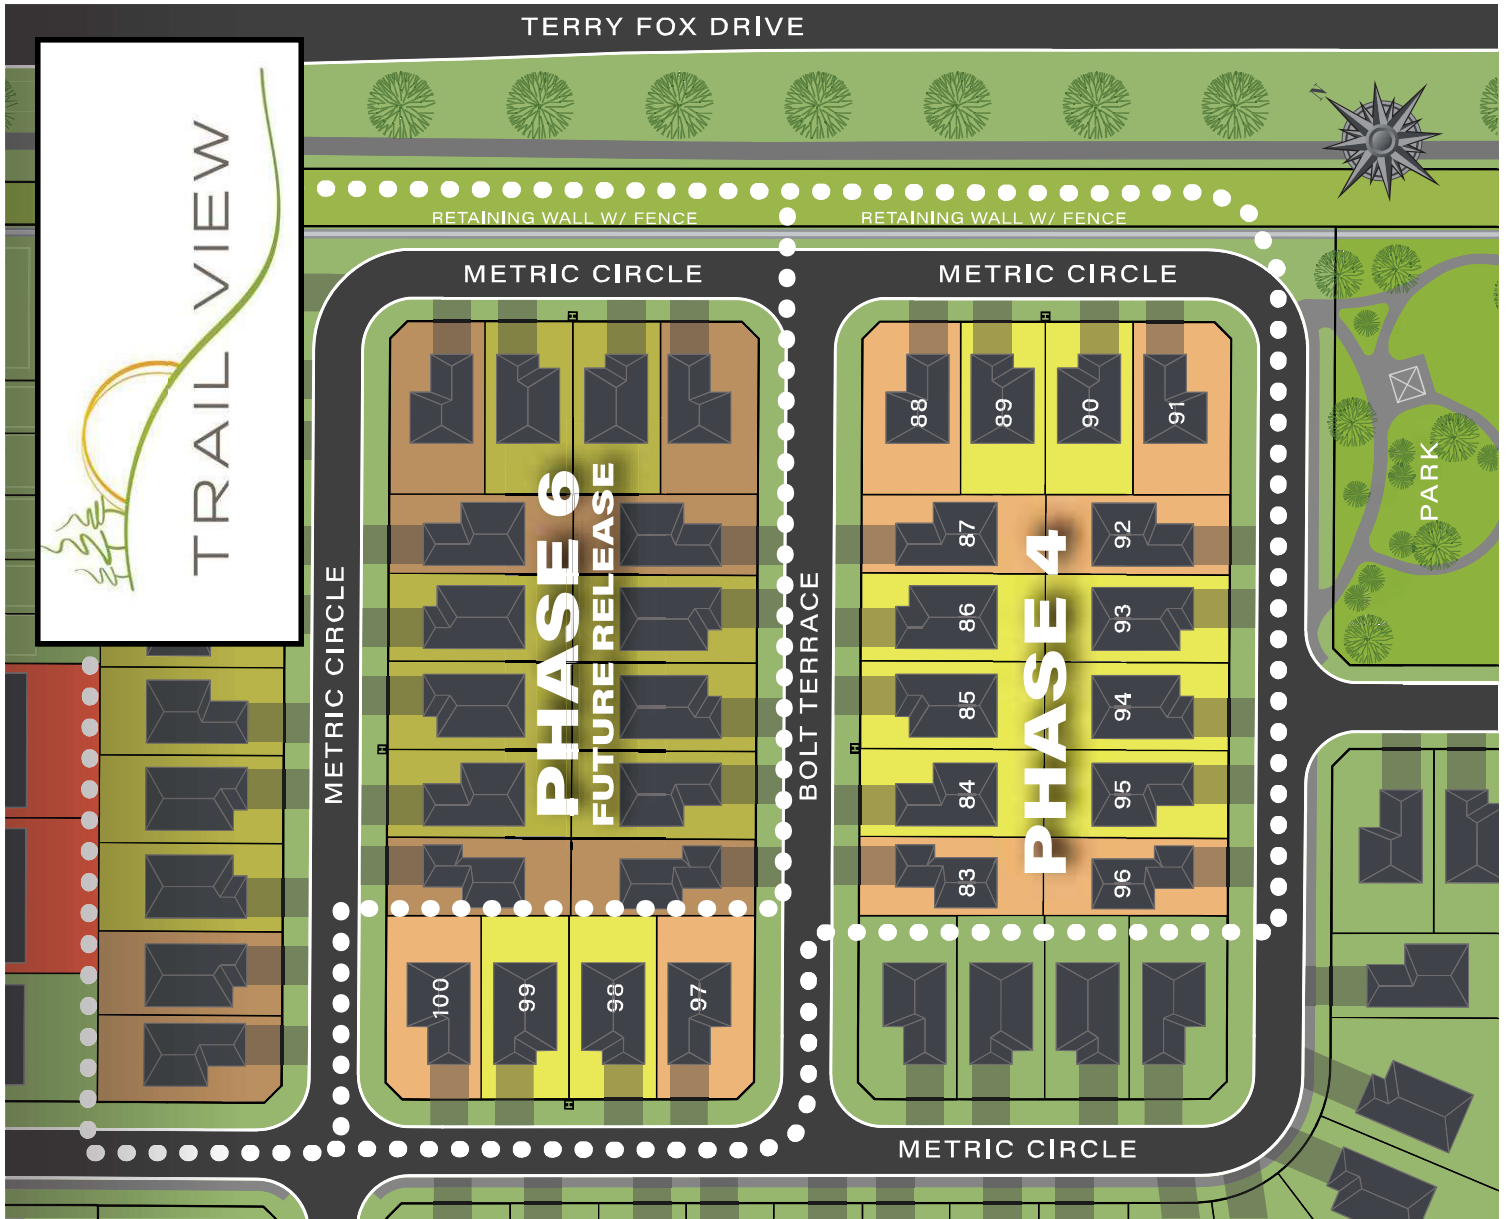 TERRY FOX DRIVE
TRAIL VIEW
N
RETAINING WALL W/ FENCE
RETAINING WALL W/ FENCE
METRIC CIRCLE
METRIC CIRCLE
88
89
90
91
PARK
PHASE 6
FUTURE RELEASE
METRIC CIRCLE
BOLT TERRACE
PHASE 4
87
92
86
93
85
94
84
95
83
96
100
99
98
97
METRIC CIRCLE